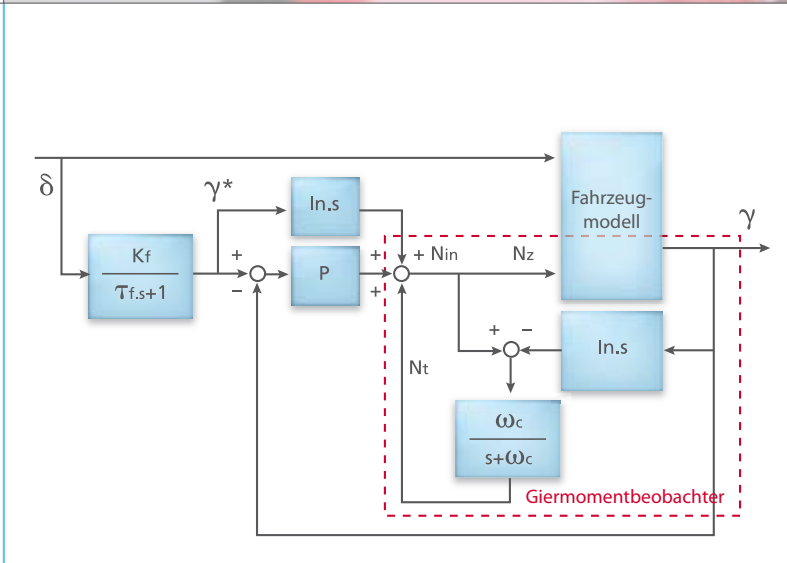 δ
γ*
In.s
Fahrzeug-
modell
γ
Kf
τf.s+1
+
−
P
+
+
+ Nin
Nz
+
−
In.s
Nt
ωc
s+ωc
Giermomentbeobachter